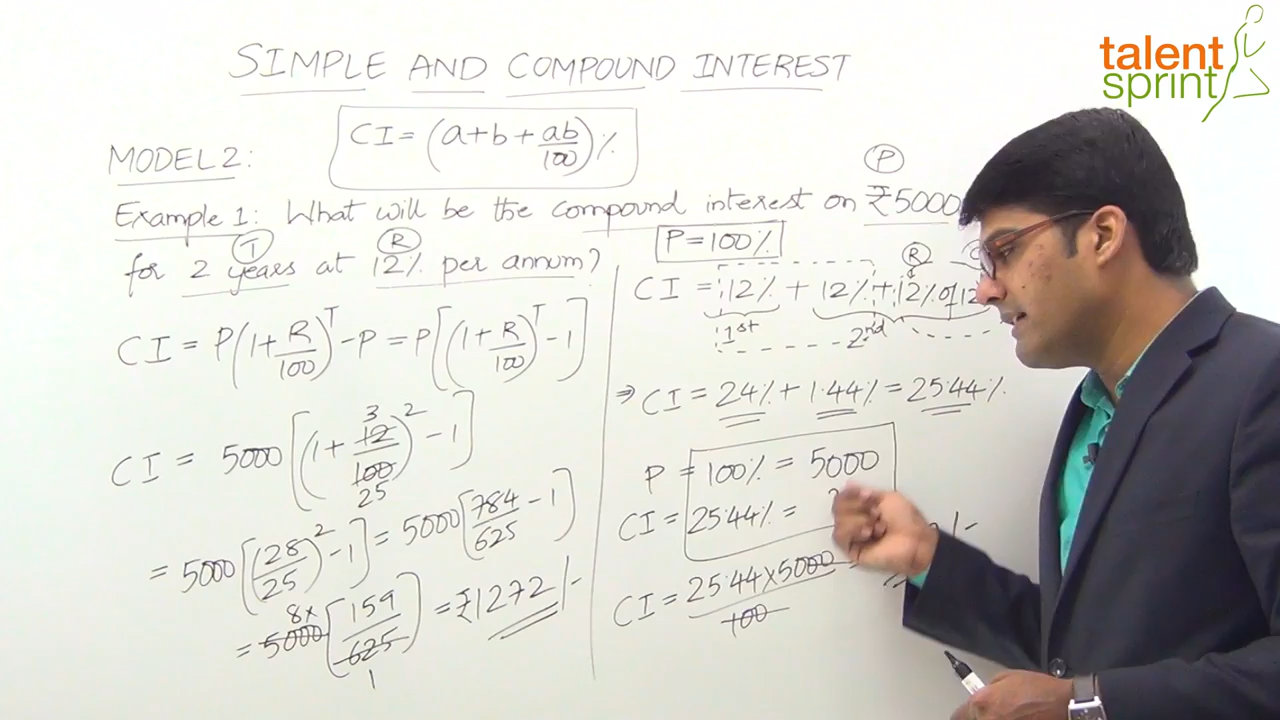 talent
sprint
SIMPLE AND COMPOUND INTEREST
MODEL 2:
CI = (a+b+ab/100)%
P
Example 1: What will be the compound interest on ₹5000
T R
for 2 years at 12% per annum?
CI = P(1+R/100)^T - P = P[(1+R/100)^T - 1]
CI = 5000[(1 + 3 12/100 25)^2 - 1]
= 5000[(28/25)^2 - 1] = 5000[784/625 - 1]
= 8x 5000[159/625 1] = ₹1272/-
P=100%
R
CI = 12% + 12% + 12% of 12
1st 2nd
⇒ CI = 24% + 1.44% = 25.44%
P = 100% = 5000
CI = 25.44% =
CI = 25.44x5000/100
/-